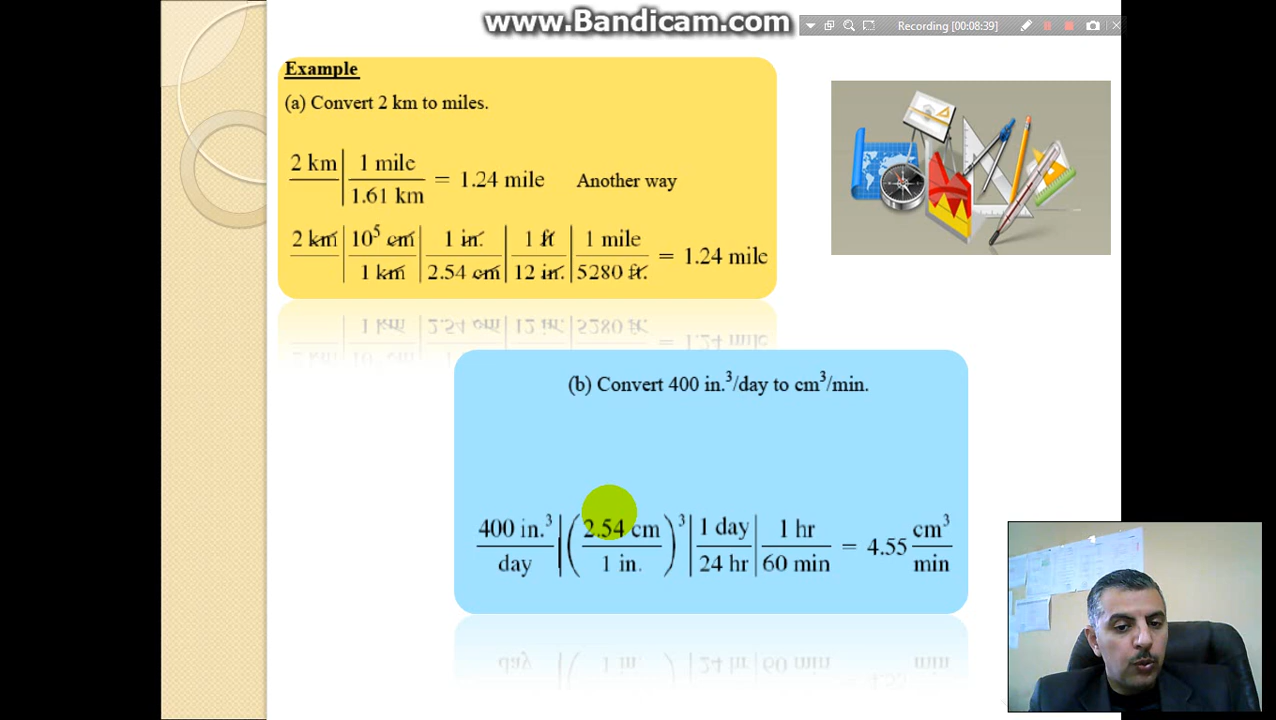 www.Bandicam.com
Recording [00:08:39]
Example
(a) Convert 2 km to miles.
2 km | 1 mile
1.61 km = 1.24 mile Another way
2 km | 10⁵ cm | 1 in. | 1 ft | 1 mile
1 km | 2.54 cm | 12 in. | 5280 ft. = 1.24 mile
(b) Convert 400 in.³/day to cm³/min.
400 in.³ | (2.54 cm)³ | 1 day | 1 hr = 4.55 cm³
day | (1 in.) | 24 hr | 60 min min